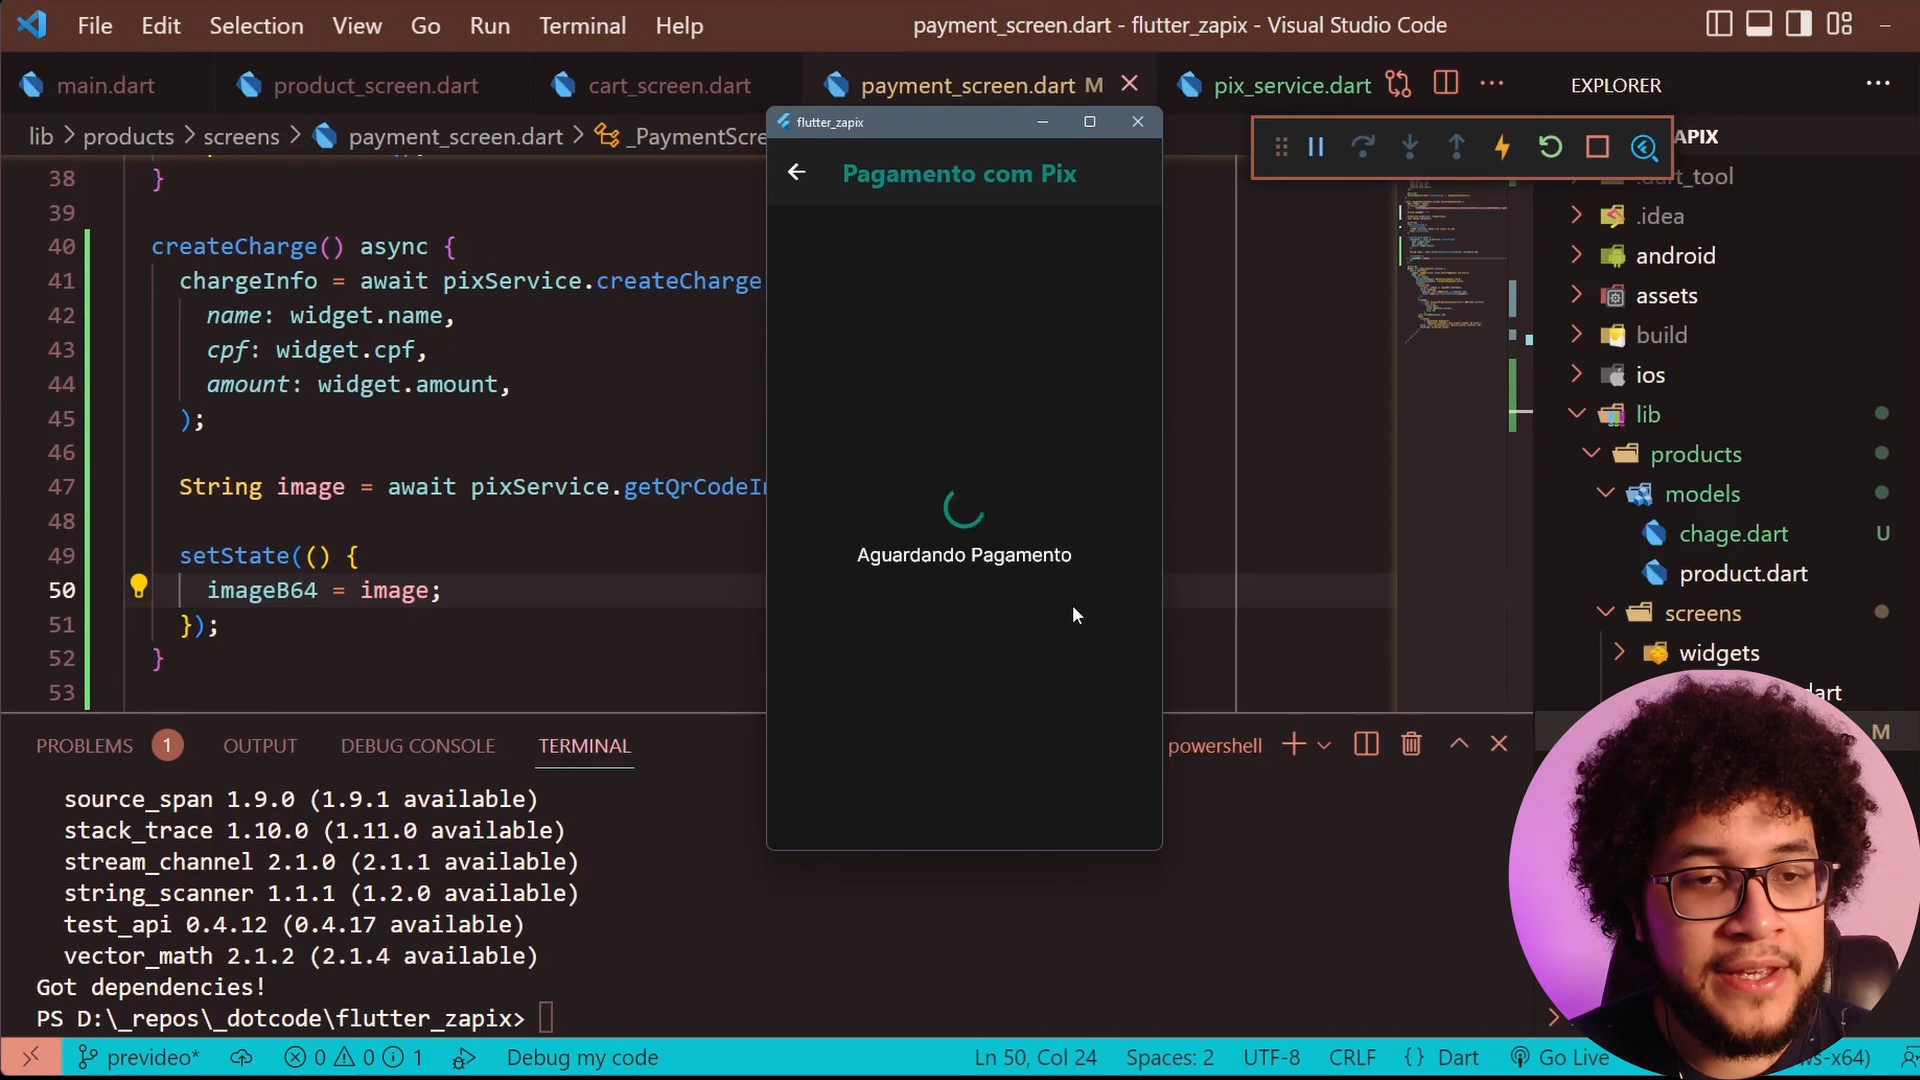 File Edit Selection View Go Run Terminal Help
payment_screen.dart - flutter_zapix - Visual Studio Code
main.dart product_screen.dart cart_screen.dart payment_screen.dart M pix_service.dart
EXPLORER
lib > products > screens > payment_screen.dart >
flutter_zapix
Pagamento com Pix
Aguardando Pagamento
38 }
39
40 createCharge() async {
41 chargeInfo = await pixService.createCharge
42 name: widget.name,
43 cpf: widget.cpf,
44 amount: widget.amount,
45 );
46
47 String image = await pixService.
48
49 setState(() {
50 imageB64 = image;
51 });
52 }
53
.dart_tool
.idea
android
assets
build
ios
lib
products
models
chage.dart U
product.dart
screens
widgets
M
PROBLEMS 1 OUTPUT DEBUG CONSOLE TERMINAL
powershell
source_span 1.9.0 (1.9.1 available)
stack_trace 1.10.0 (1.11.0 available)
stream_channel 2.1.0 (2.1.1 available)
string_scanner 1.1.1 (1.2.0 available)
test_api 0.4.12 (0.4.17 available)
vector_math 2.1.2 (2.1.4 available)
Got dependencies!
PS D:\_repos\_dotcode\flutter_zapix>
prevideo* 0 0 1 Debug my code
Ln 50, Col 24 Spaces: 2 UTF-8 CRLF {} Dart Go Live